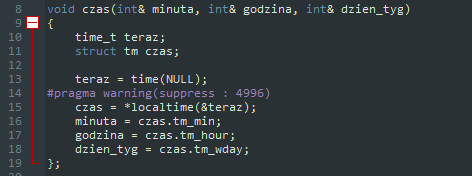 8 void czas(int& minuta, int& godzina, int& dzien_tyg)
9 {
10 time_t teraz;
11 struct tm czas;
12
13 teraz = time(NULL);
14 #pragma warning(suppress : 4996)
15 czas = *localtime(&teraz);
16 minuta = czas.tm_min;
17 godzina = czas.tm_hour;
18 dzien_tyg = czas.tm_wday;
19 };